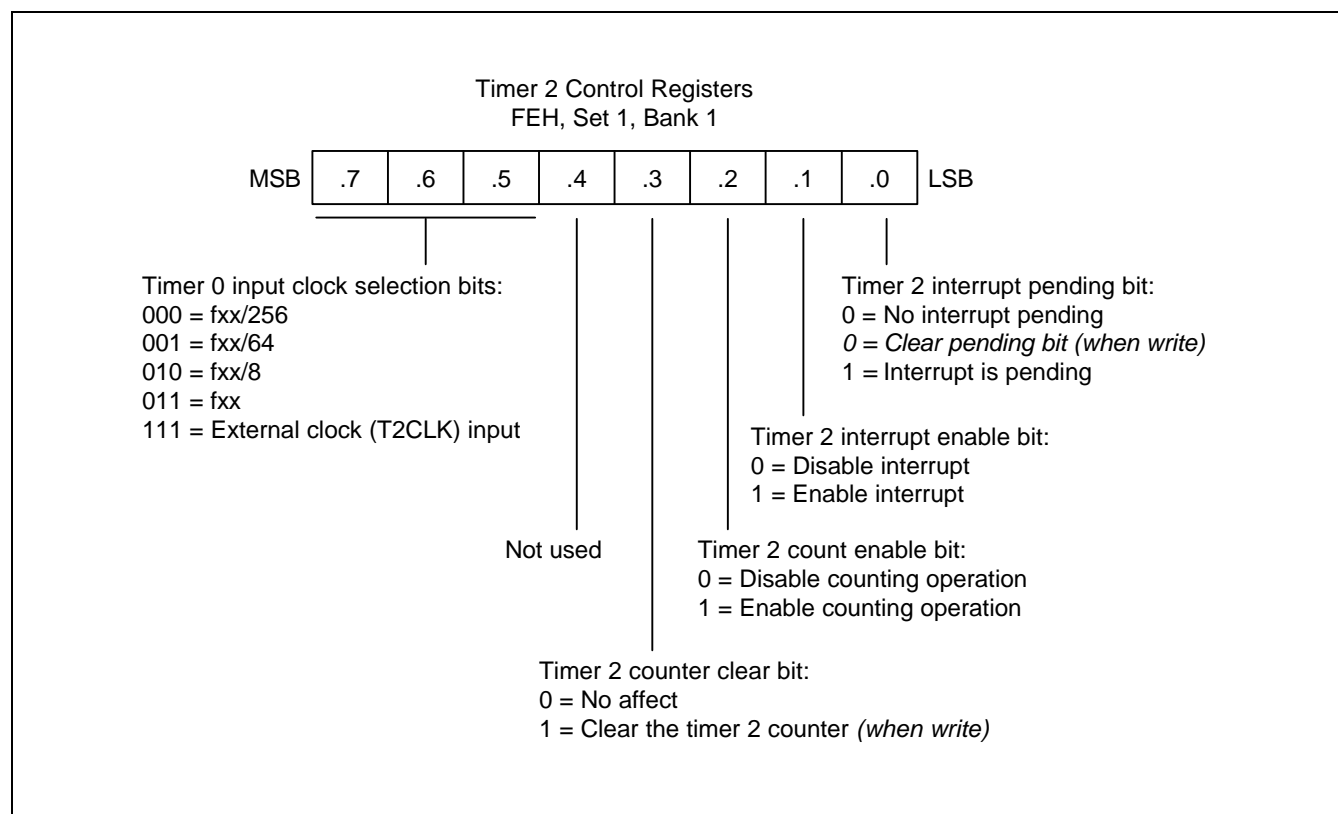 Timer 2 Control Registers
FEH, Set 1, Bank 1
MSB .7 .6 .5 .4 .3 .2 .1 .0 LSB
Timer 0 input clock selection bits:
000 = fxx/256
001 = fxx/64
010 = fxx/8
011 = fxx
111 = External clock (T2CLK) input
Timer 2 interrupt pending bit:
0 = No interrupt pending
0 = Clear pending bit (when write)
1 = Interrupt is pending
Timer 2 interrupt enable bit:
0 = Disable interrupt
1 = Enable interrupt
Not used
Timer 2 count enable bit:
0 = Disable counting operation
1 = Enable counting operation
Timer 2 counter clear bit:
0 = No affect
1 = Clear the timer 2 counter (when write)